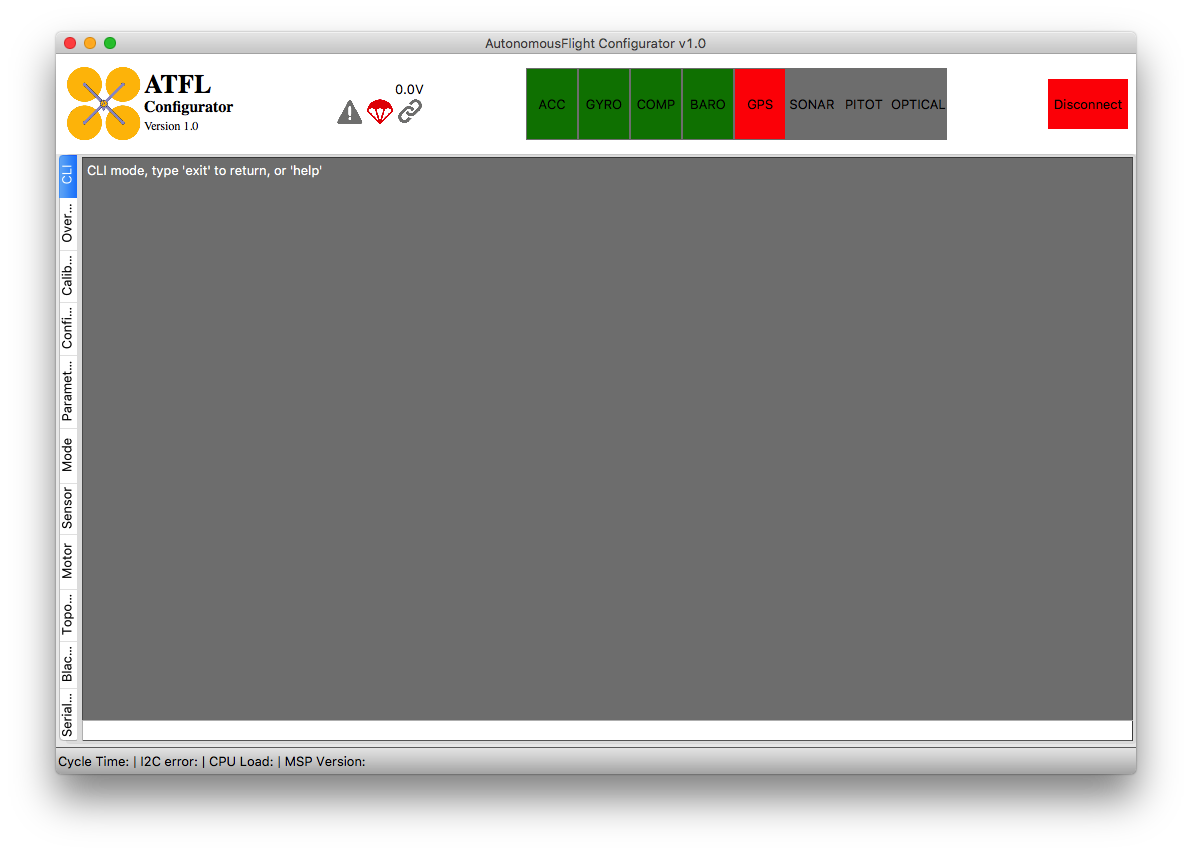 AutonomousFlight Configurator v1.0
ATFL
Configurator
Version 1.0
0.0V
ACC GYRO COMP BARO GPS SONAR PITOT OPTICAL
Disconnect
CLI
Over...
Calib...
Confi...
Paramet...
Mode
Sensor
Motor
Topo...
Blac...
Serial...
CLI mode, type 'exit' to return, or 'help'
Cycle Time: | I2C error: | CPU Load: | MSP Version: